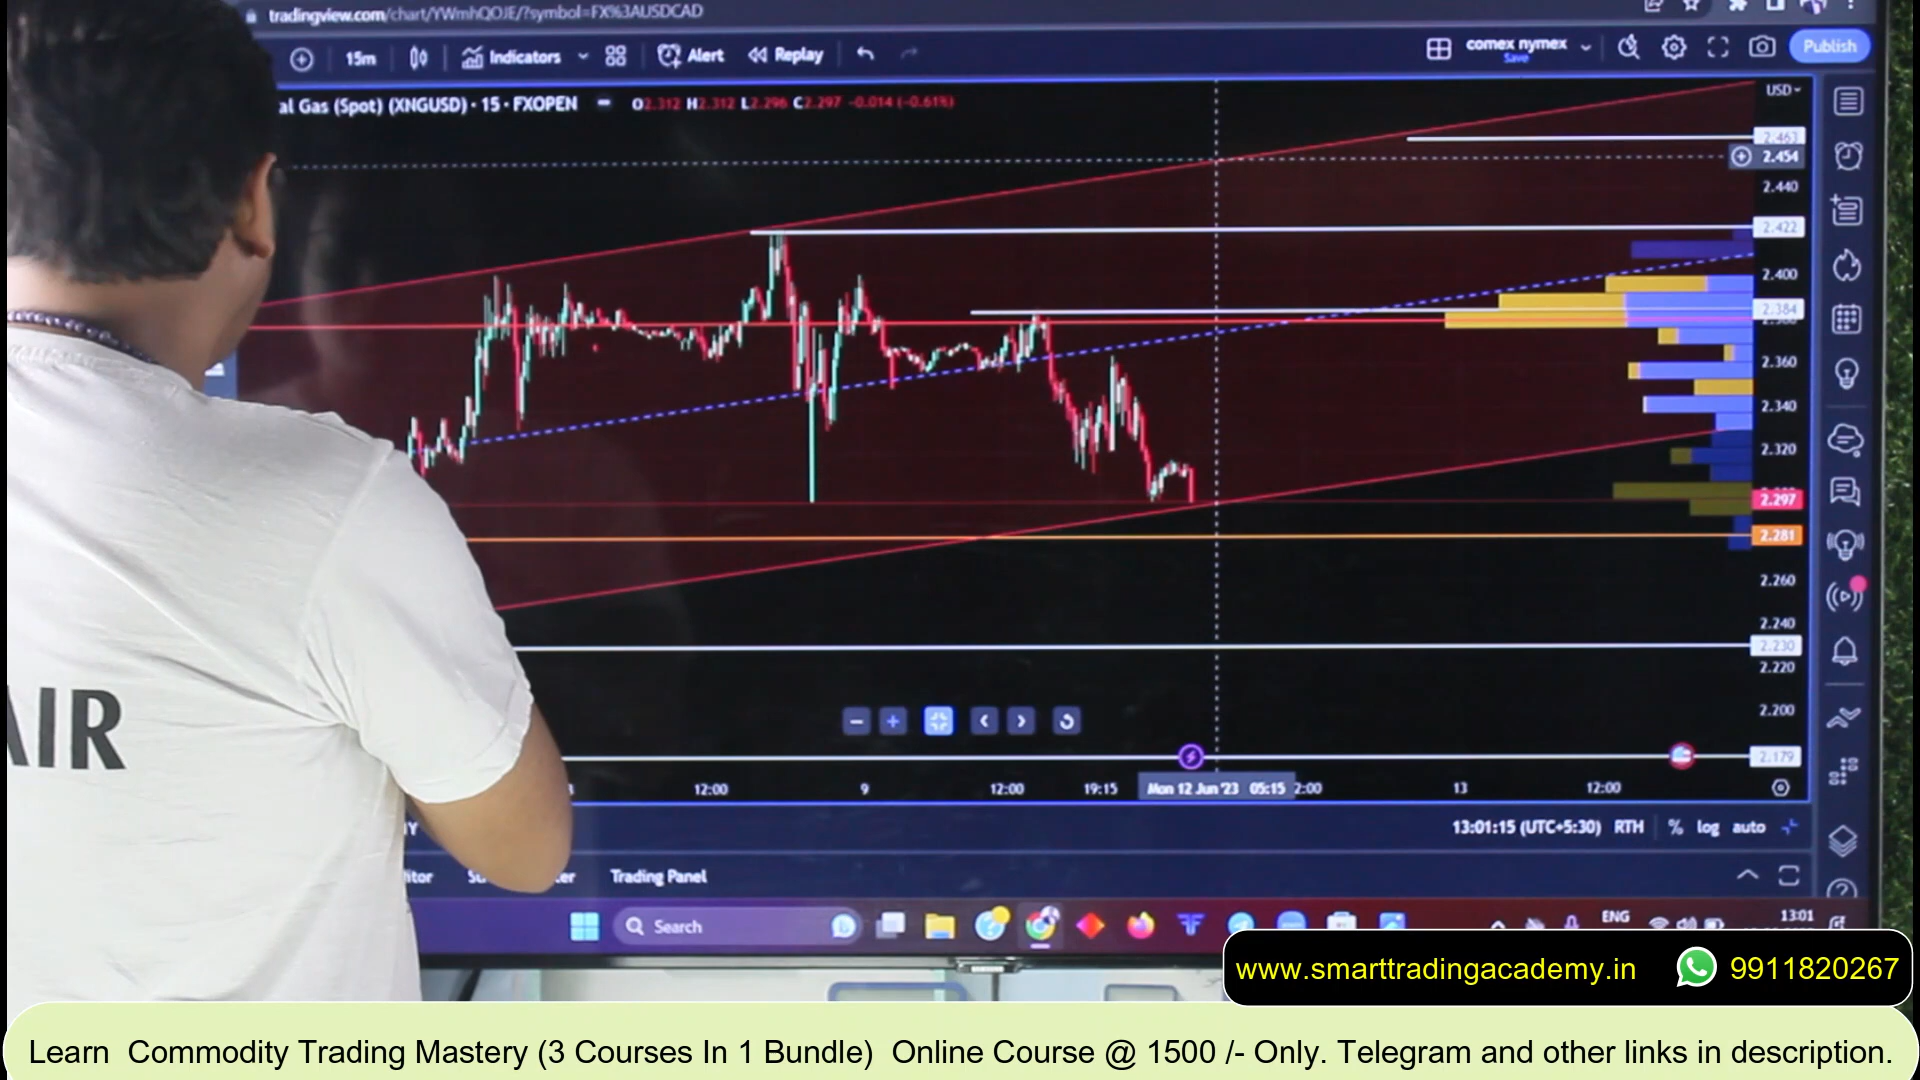 tradingview.com/chart/YWmhQOJE/?symbol=FX%3AUSDCAD
15m Indicators Alert Replay comex nymex Save Publish
al Gas (Spot) (XNGUSD) · 15 · FXOPEN O2.312 H2.312 L2.296 C2.297 -0.014 (-0.61%)
USD
2.463
2.454
2.440
2.422
2.400
2.384
2.360
2.340
2.320
2.297
2.281
2.260
2.240
2.230
2.220
2.200
2.179
12:00 9 12:00 19:15 Mon 12 Jun '23 05:15 2:00 13 12:00
13:01:15 (UTC+5:30) RTH % log auto
Trading Panel
Search ENG 13:01
AIR
www.smarttradingacademy.in 9911820267
Learn Commodity Trading Mastery (3 Courses In 1 Bundle) Online Course @ 1500 /- Only. Telegram and other links in description.